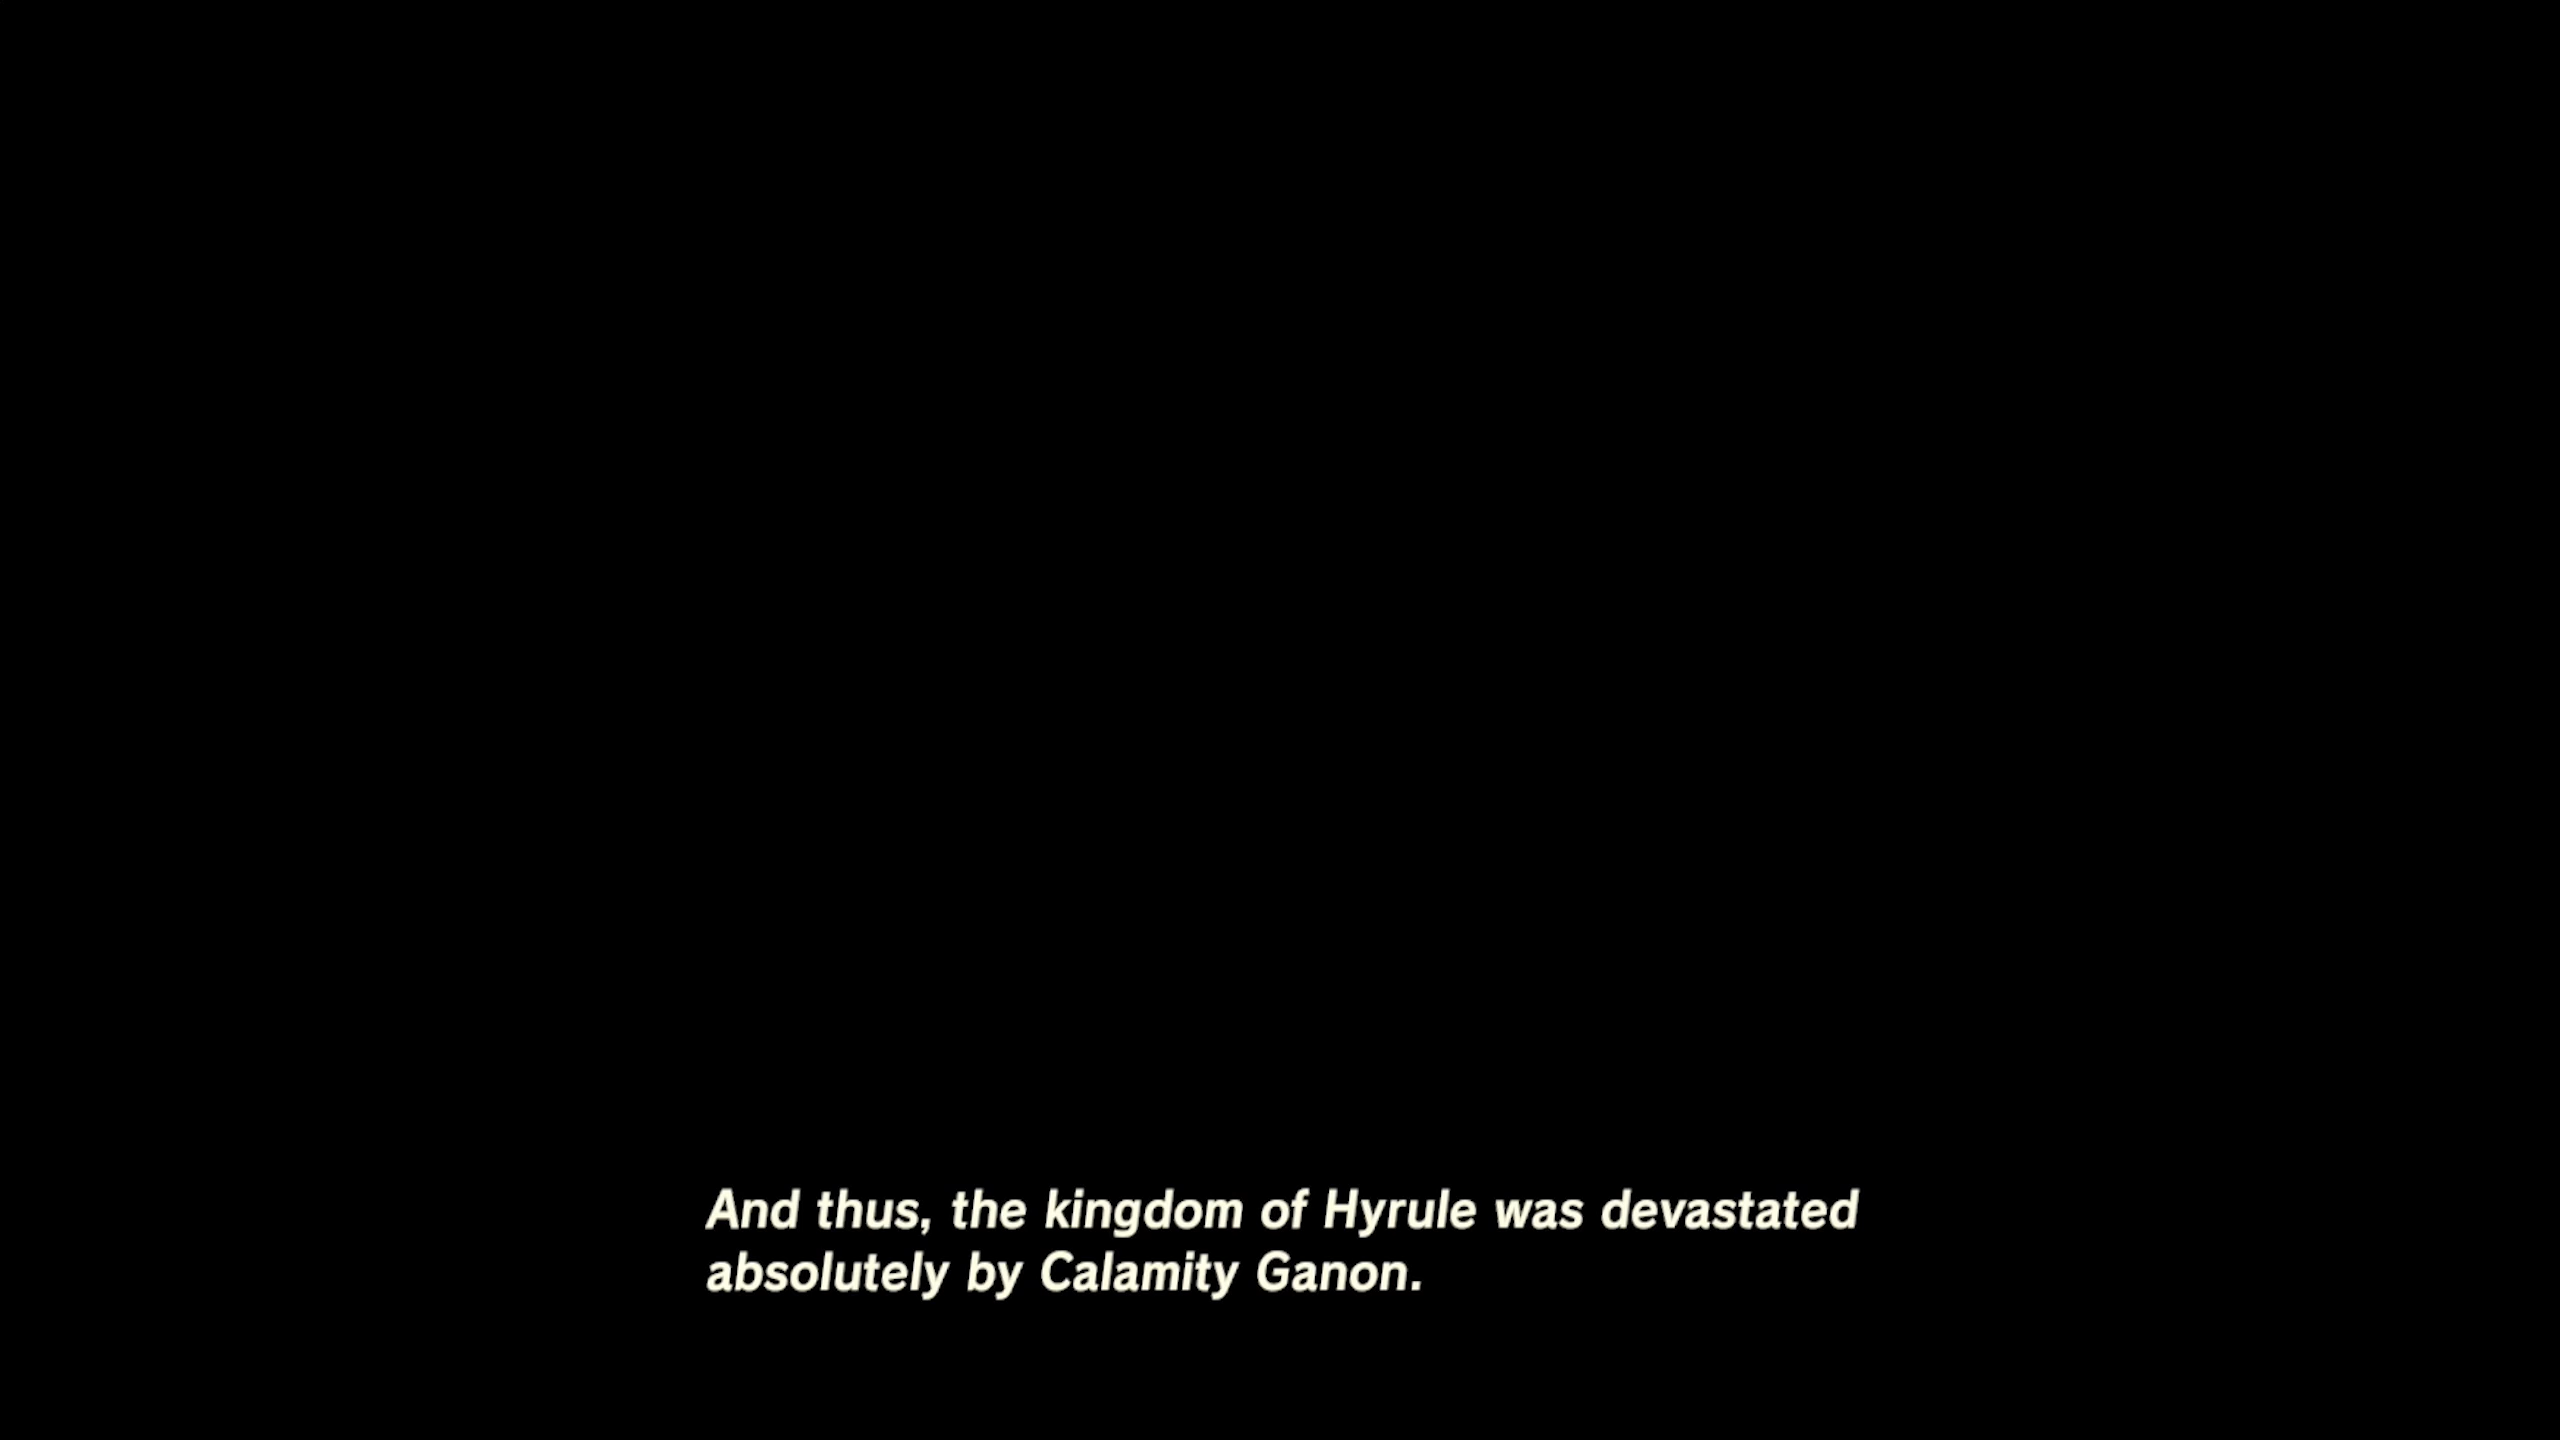 And thus, the kingdom of Hyrule was devastated
absolutely by Calamity Ganon.